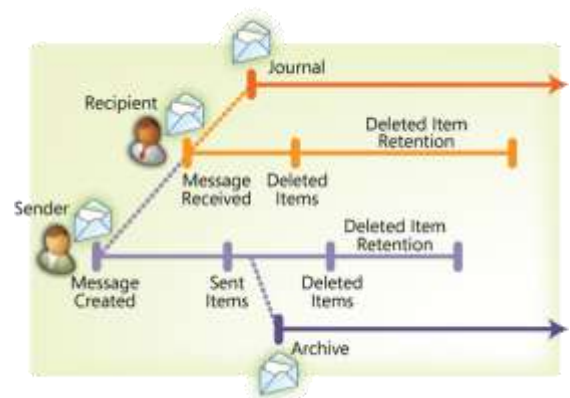 Journal
Recipient
Deleted Item
Retention
Message
Received
Deleted
Items
Sender
Deleted Item
Retention
Message
Created
Sent
Items
Deleted
Items
Archive